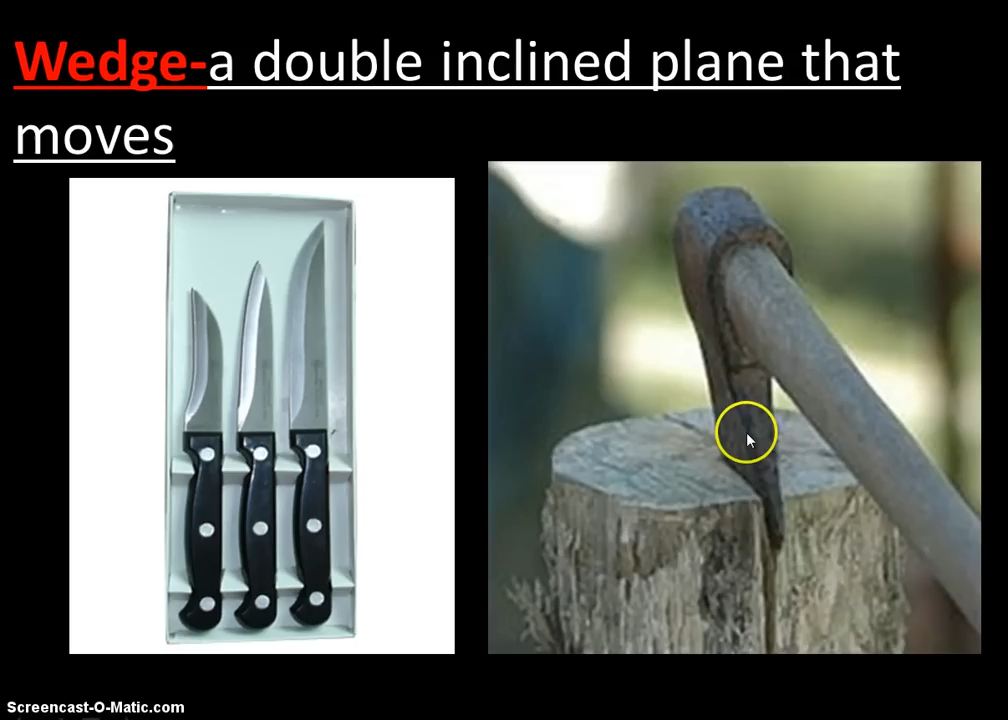 Wedge-a double inclined plane that
moves
Screencast-O-Matic.com